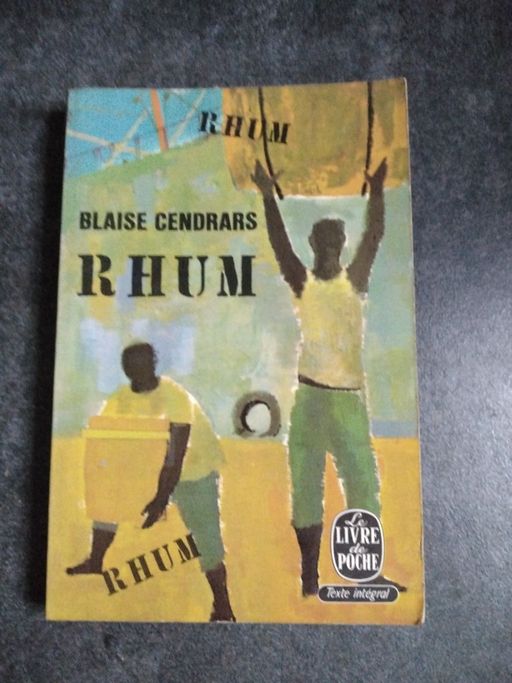 RHUM
BLAISE CENDRARS
RHUM
RHUM
Le
LIVRE
de
POCHE
Texte intégral